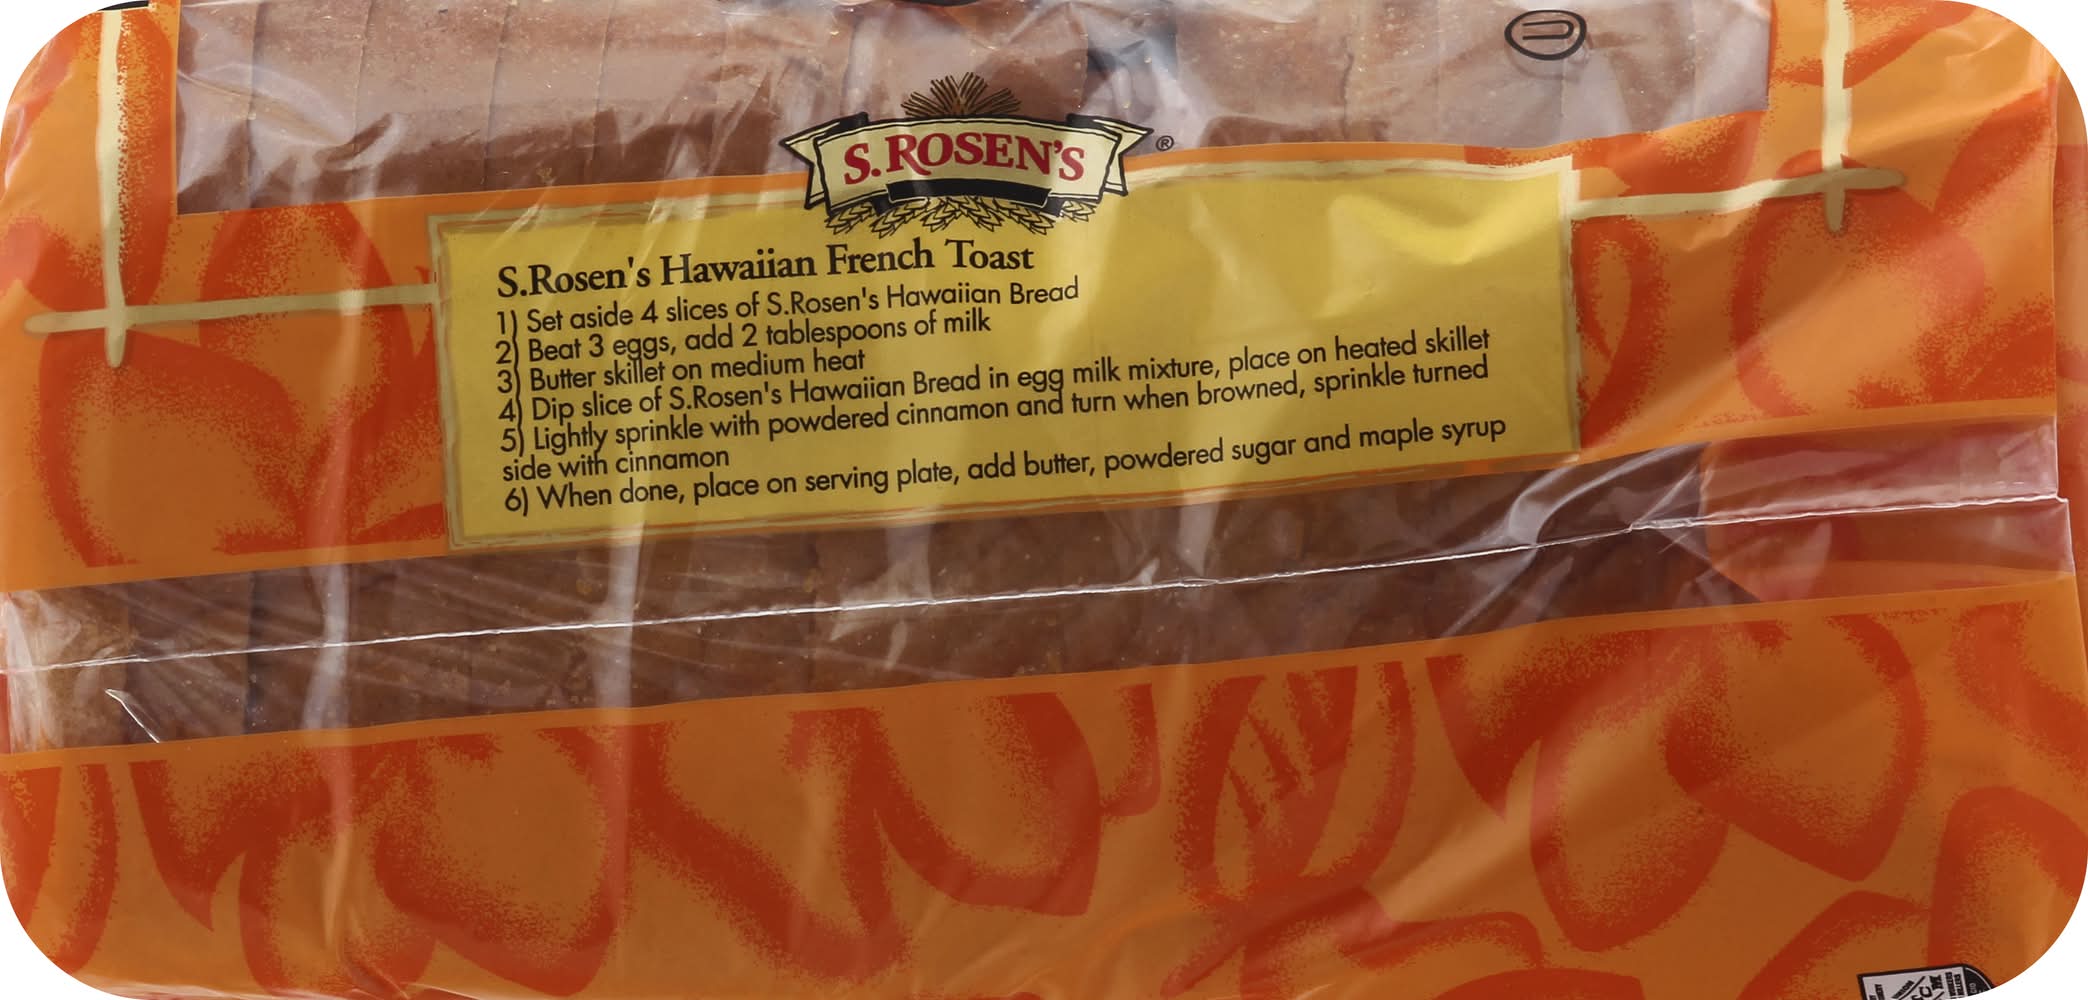 S.ROSEN'S ®
S.Rosen's Hawaiian French Toast
1) Set aside 4 slices of S.Rosen's Hawaiian Bread
2) Beat 3 eggs, add 2 tablespoons of milk
3) Butter skillet on medium heat
4) Dip slice of S.Rosen's Hawaiian Bread in egg milk mixture, place on heated skillet
5) Lightly sprinkle with powdered cinnamon and turn when browned, sprinkle turned
side with cinnamon
6) When done, place on serving plate, add butter, powdered sugar and maple syrup